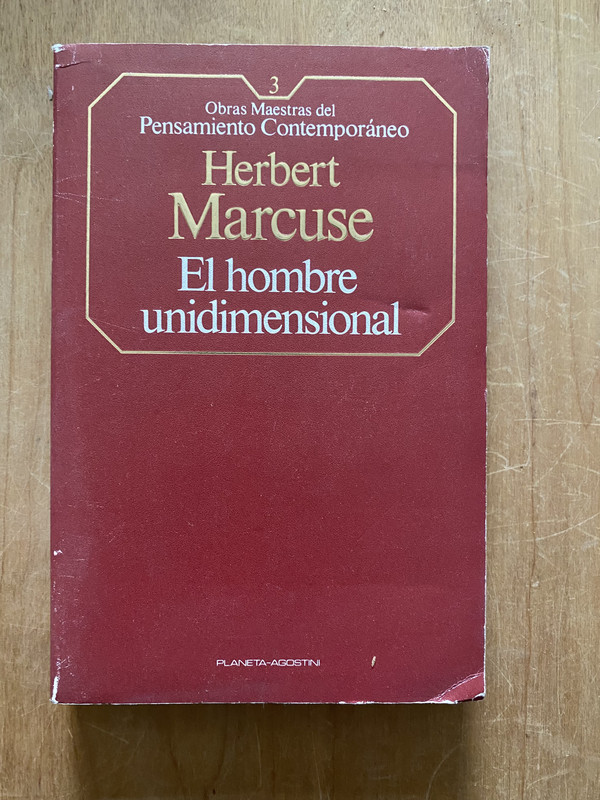 3
Obras Maestras del
Pensamiento Contemporáneo
Herbert
Marcuse
El hombre
unidimensional
PLANETA-AGOSTINI